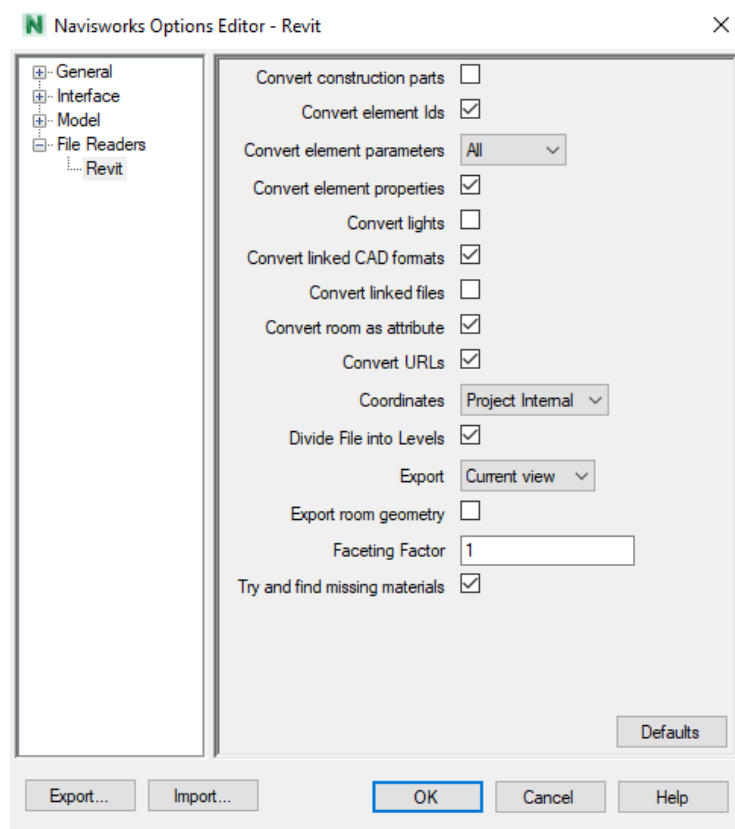 Navisworks Options Editor - Revit
General
Interface
Model
File Readers
Revit
Convert construction parts
Convert element Ids
Convert element parameters All
Convert element properties
Convert lights
Convert linked CAD formats
Convert linked files
Convert room as attribute
Convert URLs
Coordinates Project Internal
Divide File into Levels
Export Current view
Export room geometry
Faceting Factor 1
Try and find missing materials
Defaults
Export... Import... OK Cancel Help